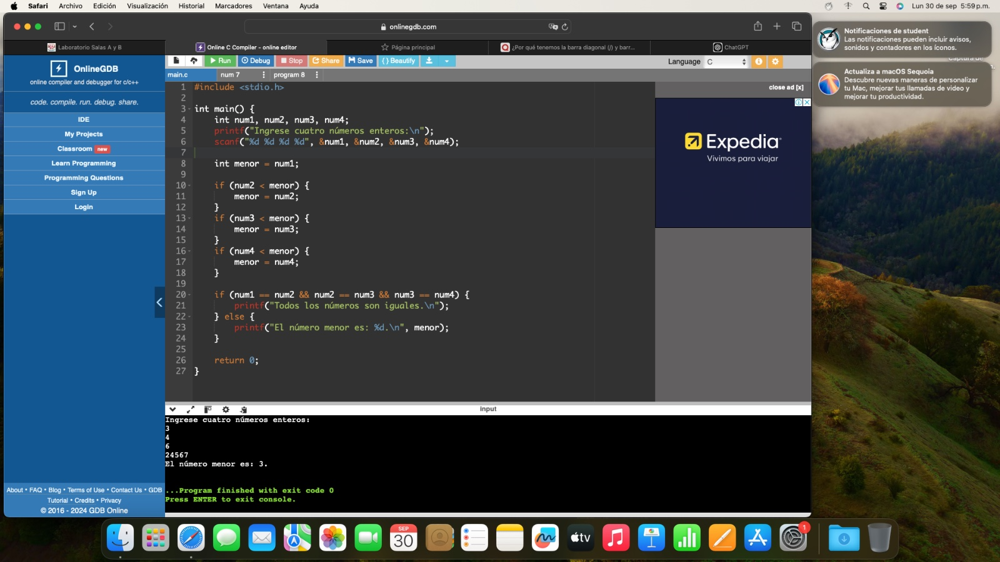 Safari Archivo Edición Visualización Historial Marcadores Ventana Ayuda
Lun 30 de sep 5:59 p.m.
onlinegdb.com
Laboratorio Salas A y B
Online C Compiler - online editor
Página principal
¿Por qué tenemos la barra diagonal (/) y barr...
ChatGPT
Notificaciones de student
Las notificaciones pueden incluir avisos,
sonidos y contadores en los íconos.
Captura de
Actualiza a macOS Sequoia
Descubre nuevas maneras de personalizar
tu Mac, mejorar tus llamadas de video y
mejorar tu productividad.
OnlineGDB
online compiler and debugger for c/c++
code. compile. run. debug. share.
IDE
My Projects
Classroom new
Learn Programming
Programming Questions
Sign Up
Login
About • FAQ • Blog • Terms of Use • Contact Us • GDB
Tutorial • Credits • Privacy
© 2016 - 2024 GDB Online
Run Debug Stop Share Save { } Beautify
Language C
main.c num 7 program 8
1 #include <stdio.h>
2
3 int main() {
4 int num1, num2, num3, num4;
5 printf("Ingrese cuatro números enteros:\n");
6 scanf("%d %d %d %d", &num1, &num2, &num3, &num4);
7
8 int menor = num1;
9
10 if (num2 < menor) {
11 menor = num2;
12 }
13 if (num3 < menor) {
14 menor = num3;
15 }
16 if (num4 < menor) {
17 menor = num4;
18 }
19
20 if (num1 == num2 && num2 == num3 && num3 == num4) {
21 printf("Todos los números son iguales.\n");
22 } else {
23 printf("El número menor es: %d.\n", menor);
24 }
25
26 return 0;
27 }
close ad [x]
Expedia
Vivimos para viajar
input
Ingrese cuatro números enteros:
3
4
6
24567
El número menor es: 3.
...Program finished with exit code 0
Press ENTER to exit console.
SEP
30
tv
1